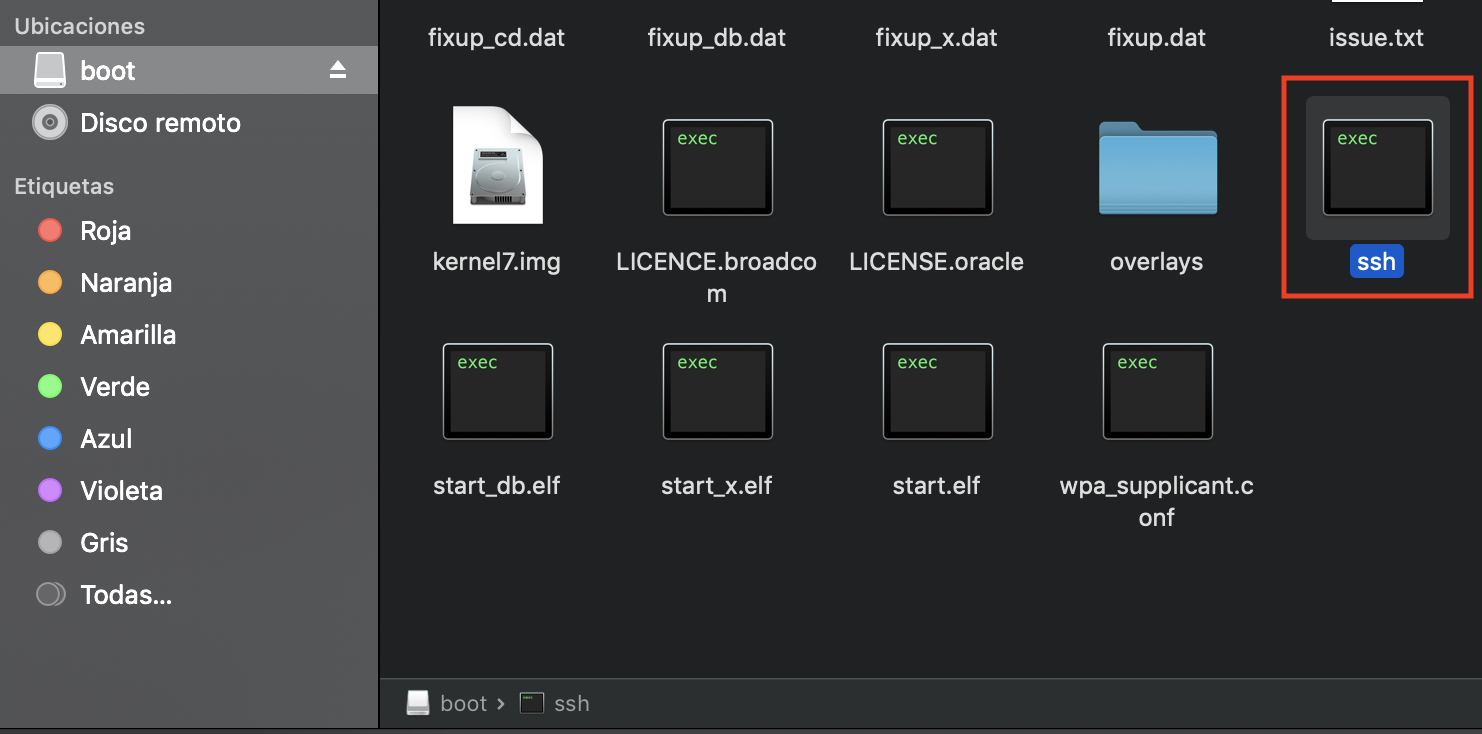 Ubicaciones
boot
Disco remoto
Etiquetas
Roja
Naranja
Amarilla
Verde
Azul
Violeta
Gris
Todas...
fixup_cd.dat
fixup_db.dat
fixup_x.dat
fixup.dat
issue.txt
exec
exec
exec
kernel7.img
LICENCE.broadco
m
LICENSE.oracle
overlays
ssh
exec
exec
exec
exec
start_db.elf
start_x.elf
start.elf
wpa_supplicant.c
onf
boot › ssh